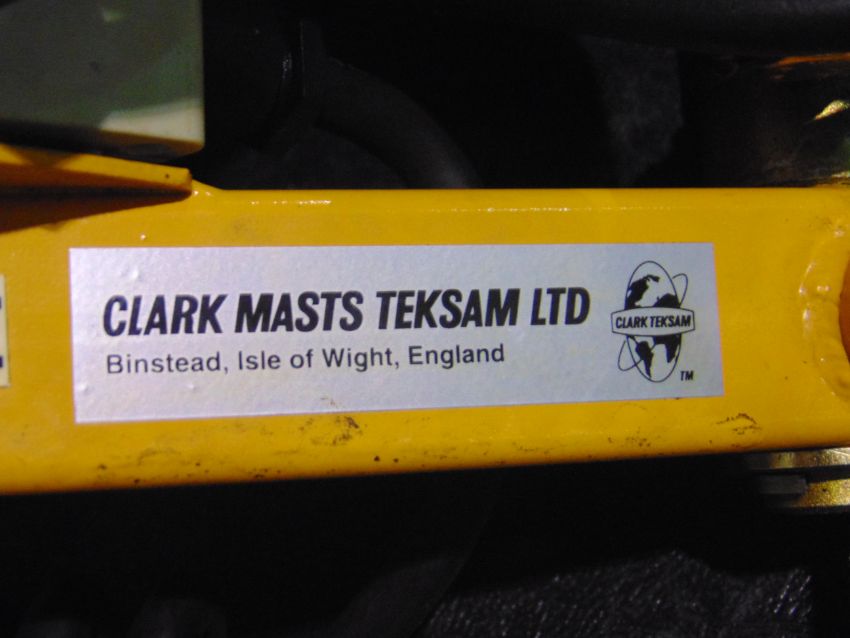 CLARK MASTS TEKSAM LTD
Binstead, Isle of Wight, England
CLARK TEKSAM
TM